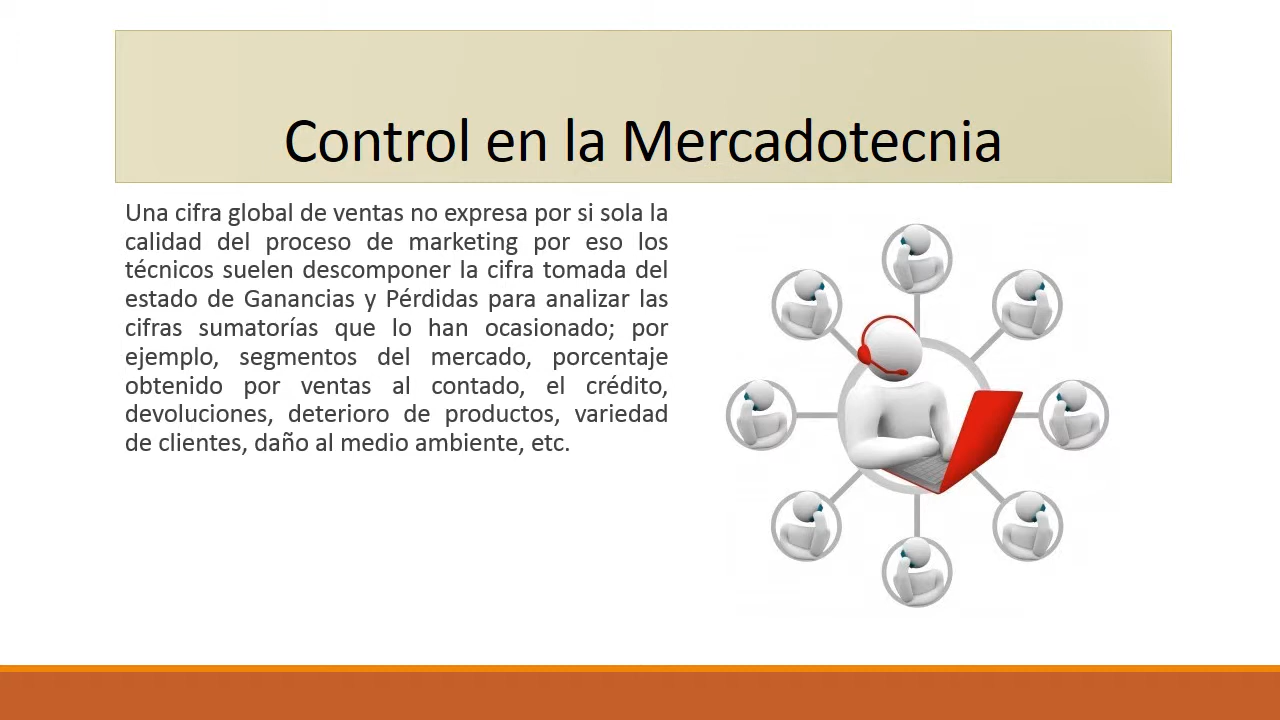 Control en la Mercadotecnia
Una cifra global de ventas no expresa por si sola la
calidad del proceso de marketing por eso los
técnicos suelen descomponer la cifra tomada del
estado de Ganancias y Pérdidas para analizar las
cifras sumatorías que lo han ocasionado; por
ejemplo, segmentos del mercado, porcentaje
obtenido por ventas al contado, el crédito,
devoluciones, deterioro de productos, variedad
de clientes, daño al medio ambiente, etc.